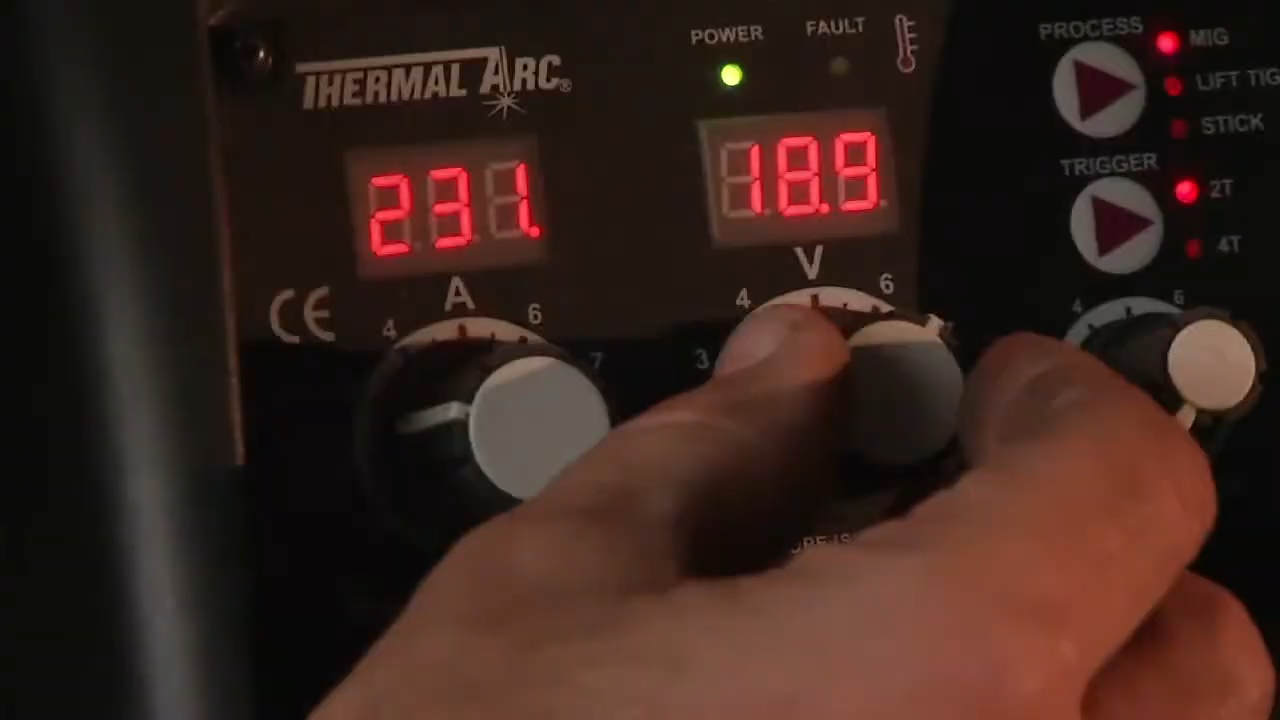 THERMAL ARC®
POWER
FAULT
231.
18.9
A
V
CE
4
6
7
3
4
6
PROCESS
MIG
LIFT TIG
STICK
TRIGGER
2T
4T
4
6